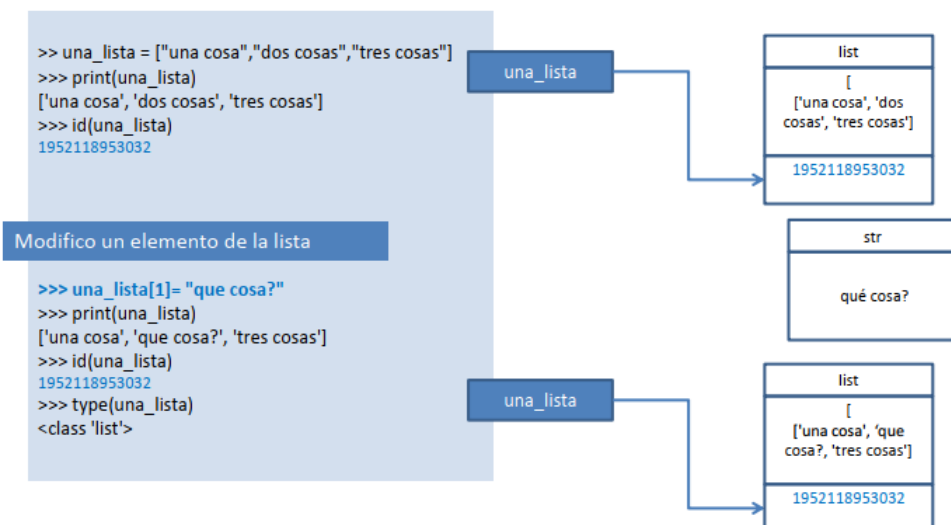 >> una_lista = ["una cosa","dos cosas","tres cosas"]
>>> print(una_lista)
['una cosa', 'dos cosas', 'tres cosas']
>>> id(una_lista)
1952118953032
una_lista
list
[
['una cosa', 'dos
cosas', 'tres cosas']
1952118953032
Modifico un elemento de la lista
str
qué cosa?
>>> una_lista[1]= "que cosa?"
>>> print(una_lista)
['una cosa', 'que cosa?', 'tres cosas']
>>> id(una_lista)
1952118953032
>>> type(una_lista)
<class 'list'>
una_lista
list
[
['una cosa', ‘que
cosa?, 'tres cosas']
1952118953032